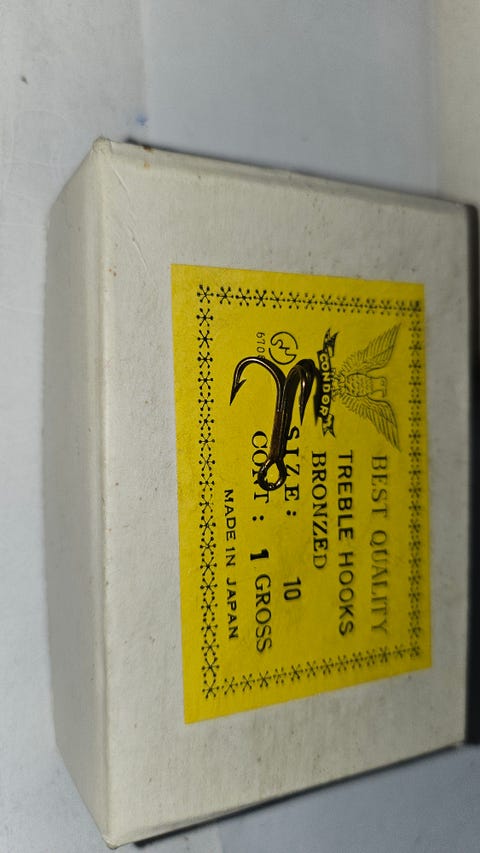 BEST QUALITY
CONDOR
TREBLE HOOKS
BRONZED
SIZE: 10
CONT: 1 GROSS
MADE IN JAPAN